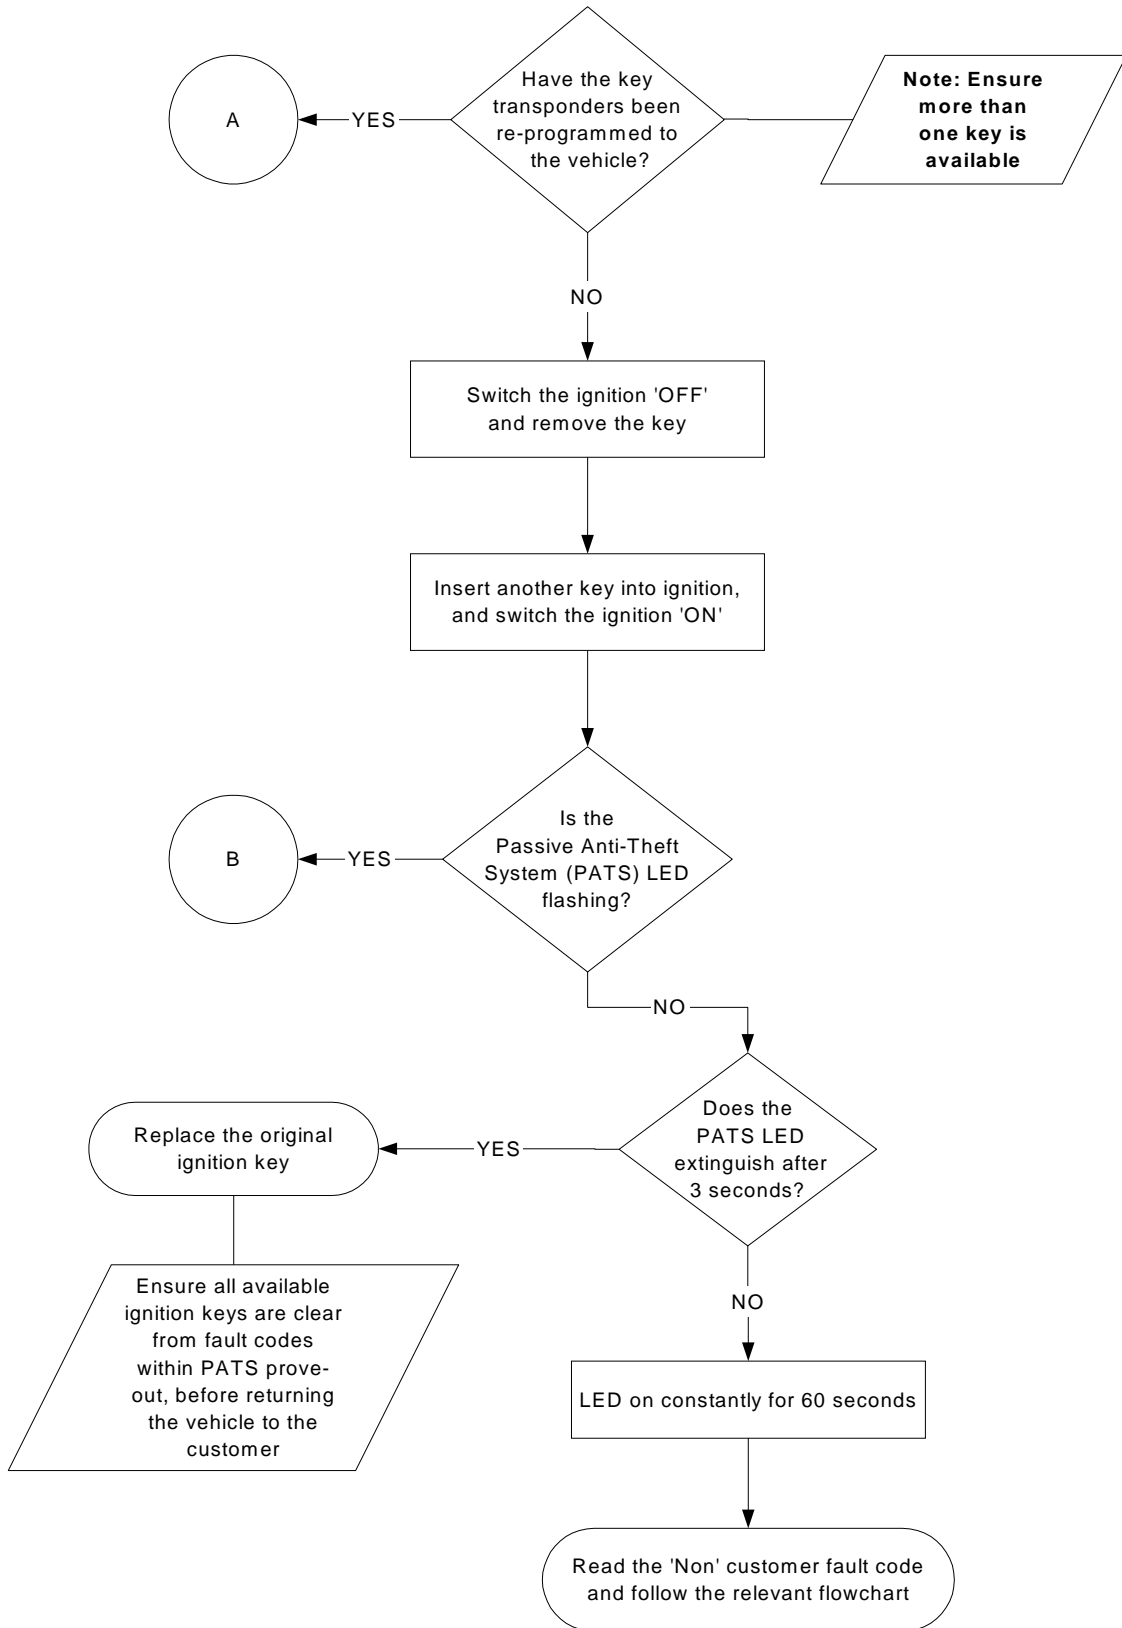 Have the key
transponders been
re-programmed to
the vehicle?
Note: Ensure
more than
one key is
available
A
YES
NO
Switch the ignition 'OFF'
and remove the key
Insert another key into ignition,
and switch the ignition 'ON'
Is the
Passive Anti-Theft
System (PATS) LED
flashing?
B
YES
NO
Does the
PATS LED
extinguish after
3 seconds?
YES
Replace the original
ignition key
Ensure all available
ignition keys are clear
from fault codes
within PATS prove-
out, before returning
the vehicle to the
customer
NO
LED on constantly for 60 seconds
Read the 'Non' customer fault code
and follow the relevant flowchart